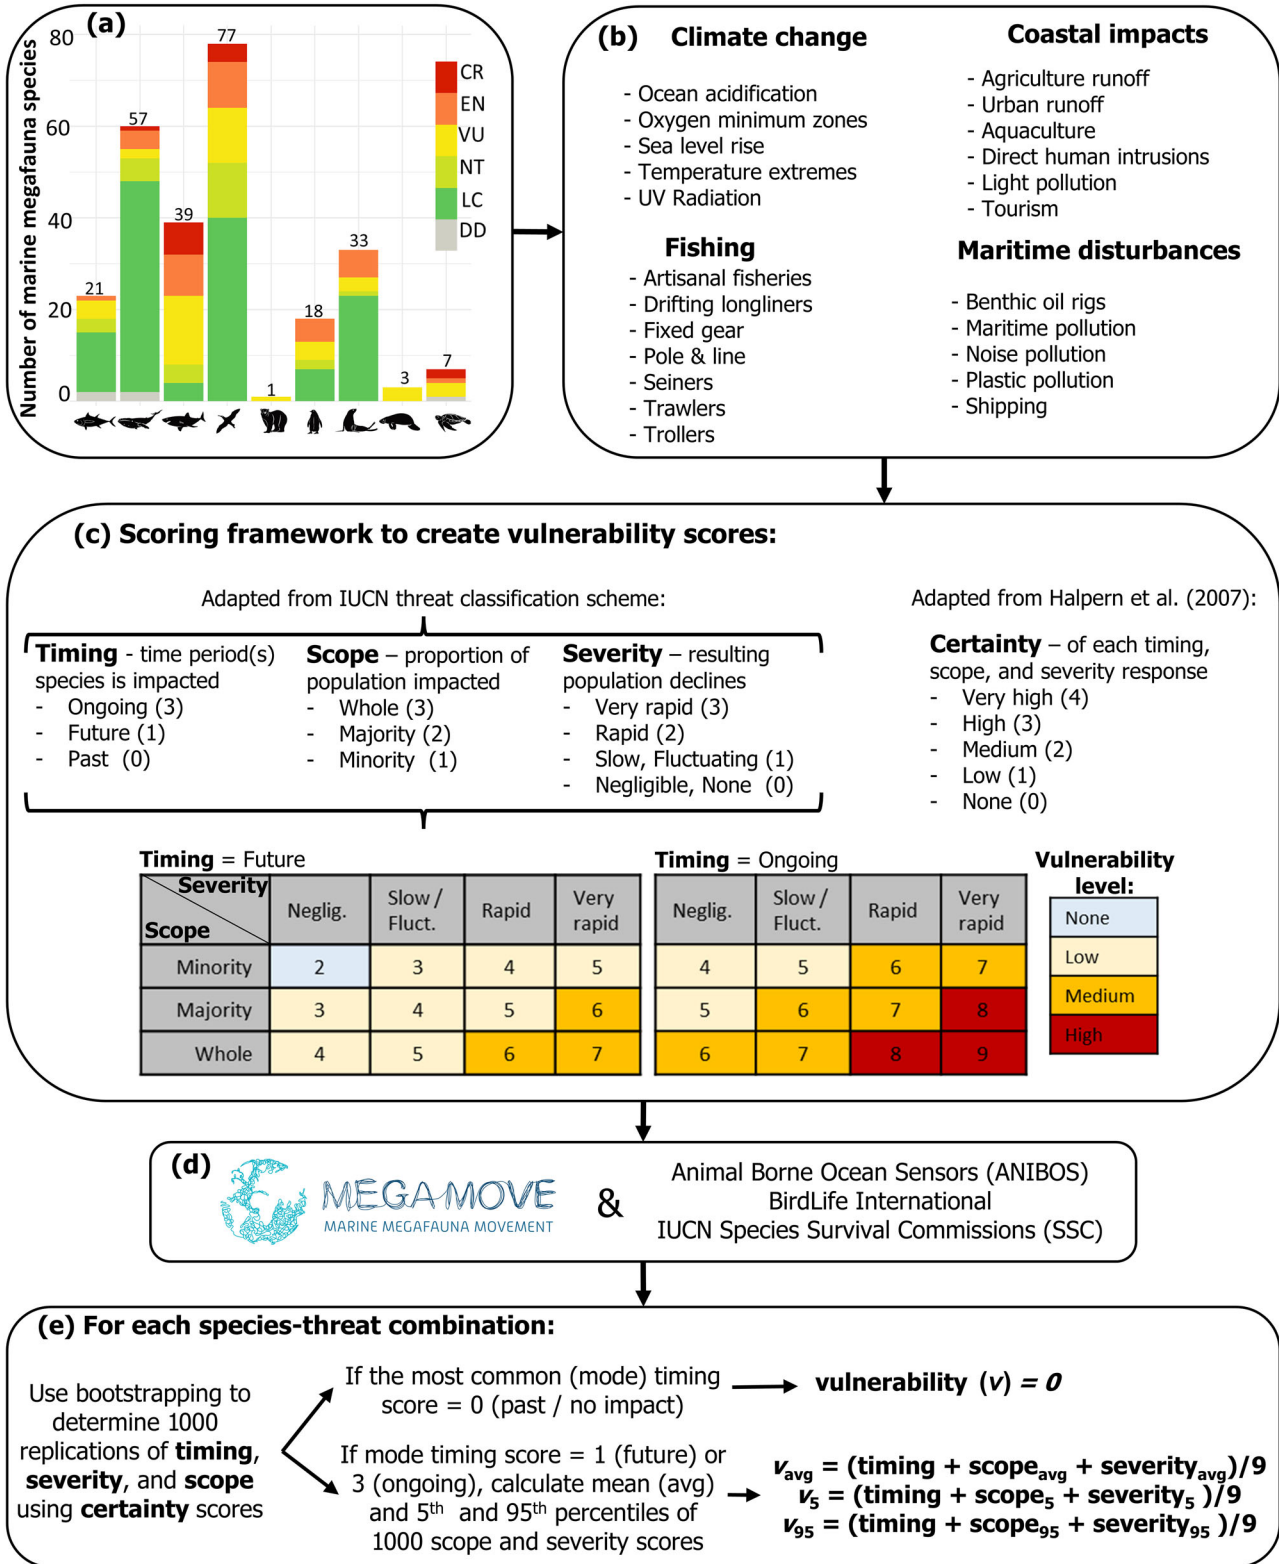 (a)
Number of marine megafauna species
80
60
40
20
0
21
57
39
77
1
18
33
3
7
CR
EN
VU
NT
LC
DD
(b)
Climate change
- Ocean acidification
- Oxygen minimum zones
- Sea level rise
- Temperature extremes
- UV Radiation
Coastal impacts
- Agriculture runoff
- Urban runoff
- Aquaculture
- Direct human intrusions
- Light pollution
- Tourism
Fishing
- Artisanal fisheries
- Drifting longliners
- Fixed gear
- Pole & line
- Seiners
- Trawlers
- Trollers
Maritime disturbances
- Benthic oil rigs
- Maritime pollution
- Noise pollution
- Plastic pollution
- Shipping
(c) Scoring framework to create vulnerability scores:
Adapted from IUCN threat classification scheme:
Timing - time period(s)
species is impacted
- Ongoing (3)
- Future (1)
- Past (0)
Scope – proportion of
population impacted
- Whole (3)
- Majority (2)
- Minority (1)
Severity – resulting
population declines
- Very rapid (3)
- Rapid (2)
- Slow, Fluctuating (1)
- Negligible, None (0)
Adapted from Halpern et al. (2007):
Certainty – of each timing,
scope, and severity response
- Very high (4)
- High (3)
- Medium (2)
- Low (1)
- None (0)
Timing = Future
Severity
Scope
Neglig.
Slow /
Fluct.
Rapid
Very
rapid
Minority 2 3 4 5
Majority 3 4 5 6
Whole 4 5 6 7
Timing = Ongoing
Neglig.
Slow /
Fluct.
Rapid
Very
rapid
4 5 6 7
5 6 7 8
6 7 8 9
Vulnerability
level:
None
Low
Medium
High
(d)
MEGAMOVE
MARINE MEGAFAUNA MOVEMENT
&
Animal Borne Ocean Sensors (ANIBOS)
BirdLife International
IUCN Species Survival Commissions (SSC)
(e) For each species-threat combination:
Use bootstrapping to
determine 1000
replications of timing,
severity, and scope
using certainty scores
If the most common (mode) timing
score = 0 (past / no impact)
vulnerability (v) = 0
If mode timing score = 1 (future) or
3 (ongoing), calculate mean (avg)
and 5th and 95th percentiles of
1000 scope and severity scores
vavg = (timing + scopeavg + severityavg)/9
v5 = (timing + scope5 + severity5 )/9
v95 = (timing + scope95 + severity95 )/9